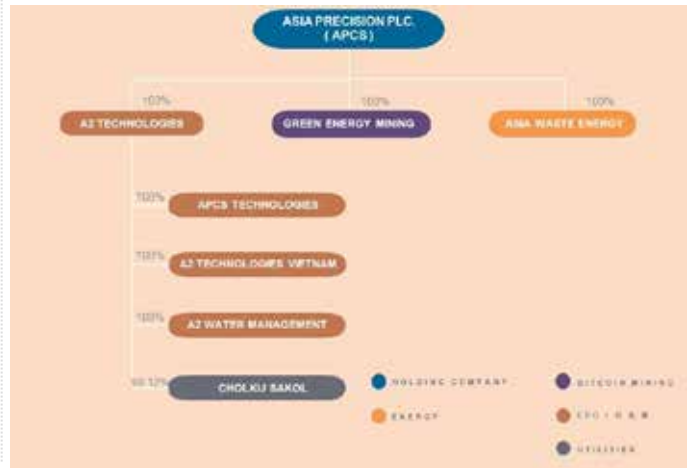 ASIA PRECISION PLC.
( APCS )
100% 100% 100%
A2 TECHNOLOGIES GREEN ENERGY MINING ASIA WASTE ENERGY
100%
APCS TECHNOLOGIES
100%
A2 TECHNOLOGIES VIETNAM
100%
A2 WATER MANAGEMENT
CHOLKIJ SAKOL
HOLDING COMPANY BITCOIN MINING
ENERGY EPC / O & M
UTILITIES